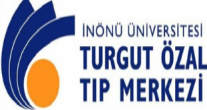 İNÖNÜ ÜNİVERSİTESİ
TURGUT ÖZAL
TIP MERKEZİ